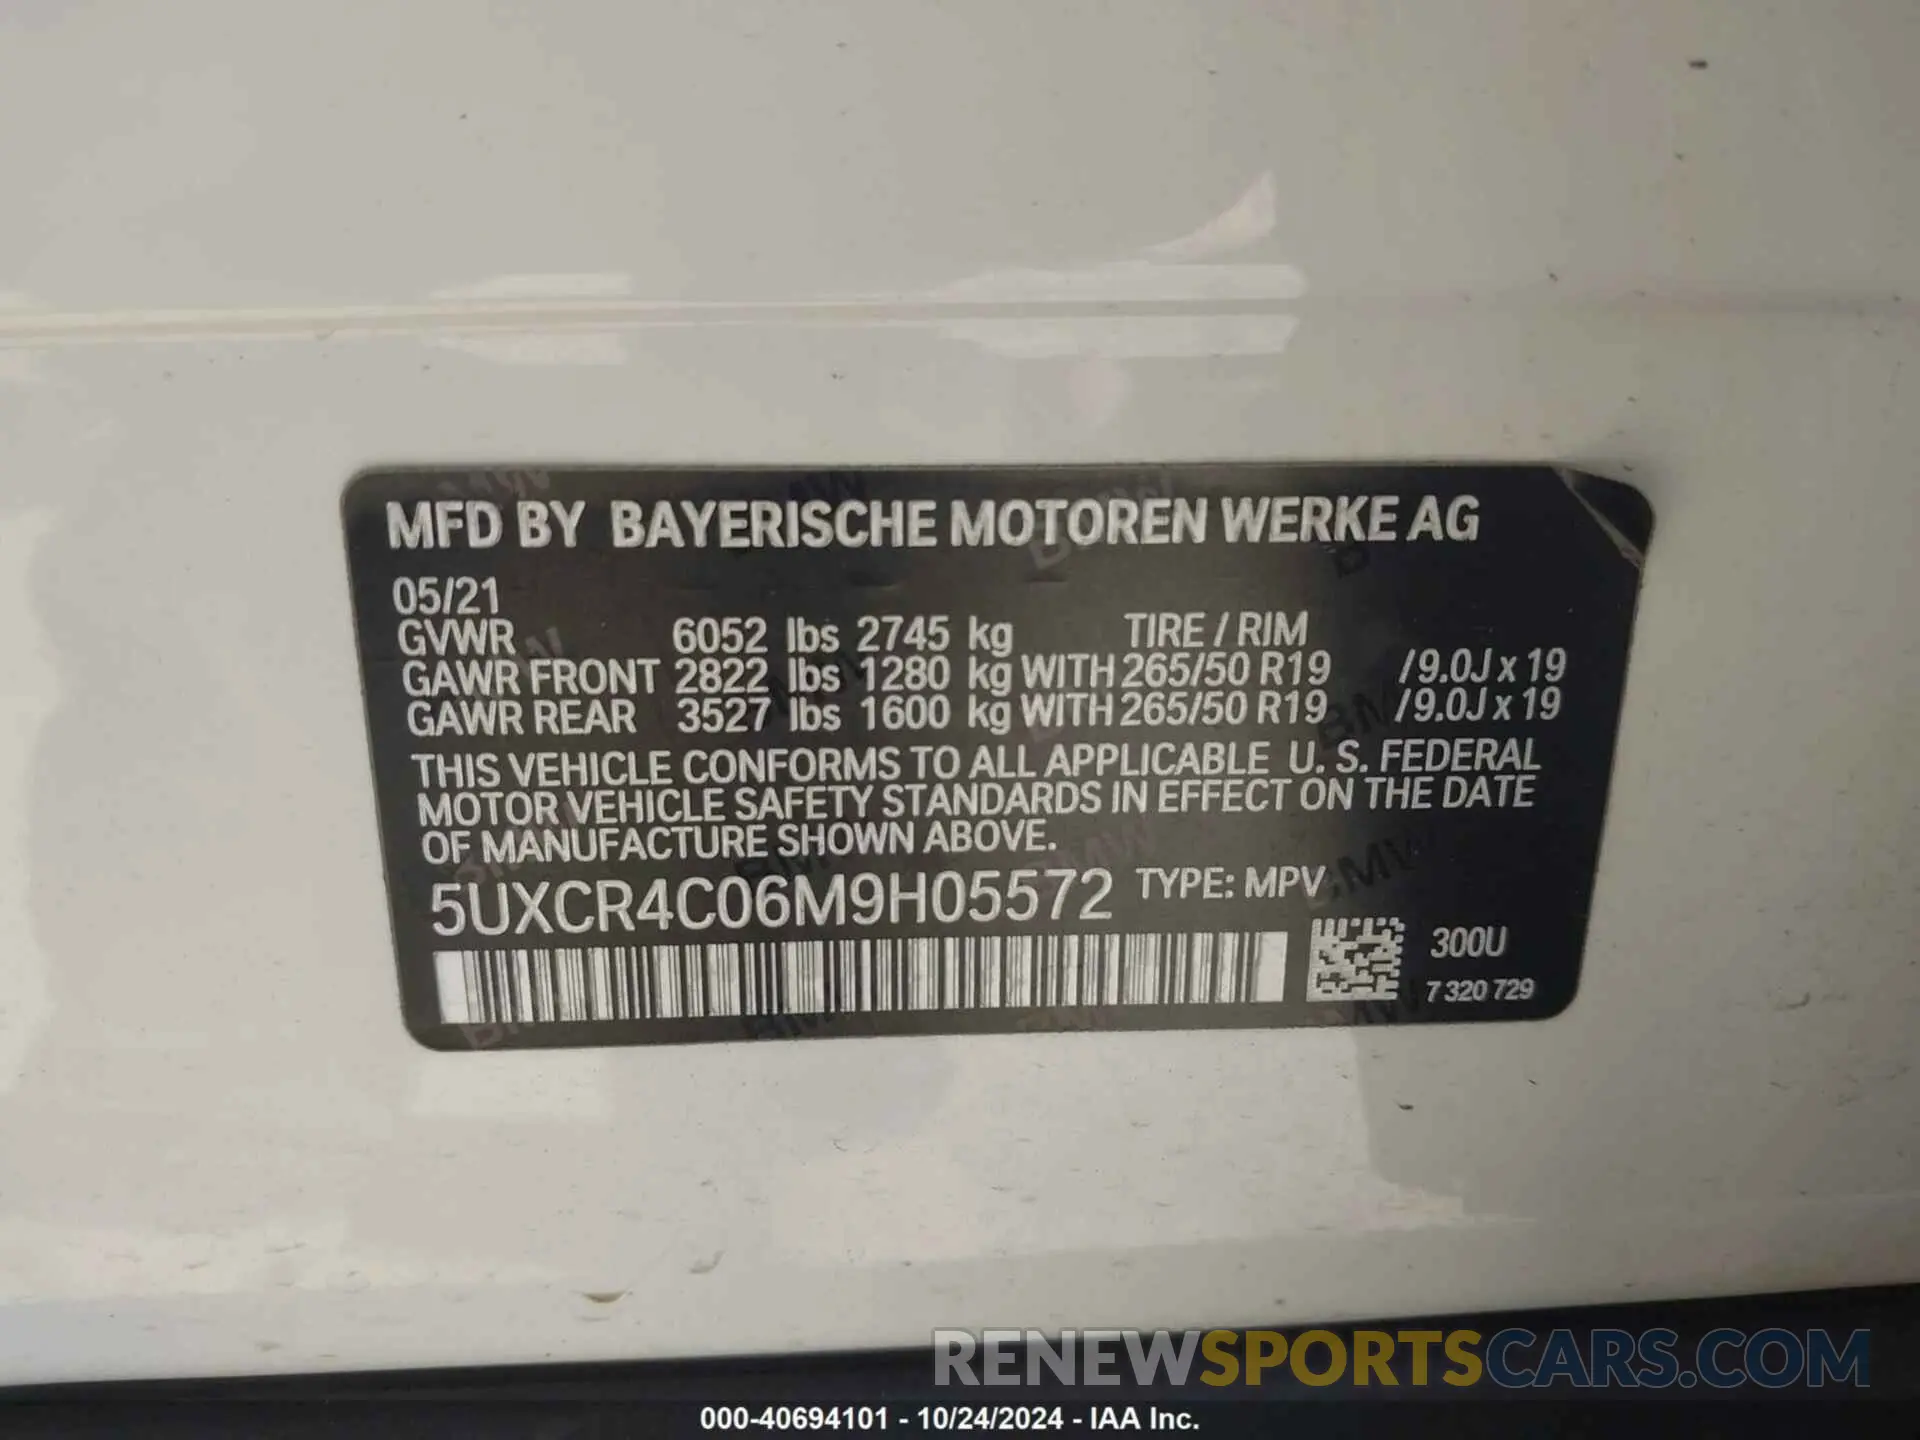 MFD BY BAYERISCHE MOTOREN WERKE AG
05/21
GVWR 6052 lbs 2745 kg TIRE / RIM
GAWR FRONT 2822 lbs 1280 kg WITH 265/50 R19 /9.0J x 19
GAWR REAR 3527 lbs 1600 kg WITH 265/50 R19 /9.0J x 19
THIS VEHICLE CONFORMS TO ALL APPLICABLE U. S. FEDERAL
MOTOR VEHICLE SAFETY STANDARDS IN EFFECT ON THE DATE
OF MANUFACTURE SHOWN ABOVE.
5UXCR4C06M9H05572 TYPE: MPV
300U
7 320 729
RENEWSPORTSCARS.COM
000-40694101 - 10/24/2024 - IAA Inc.